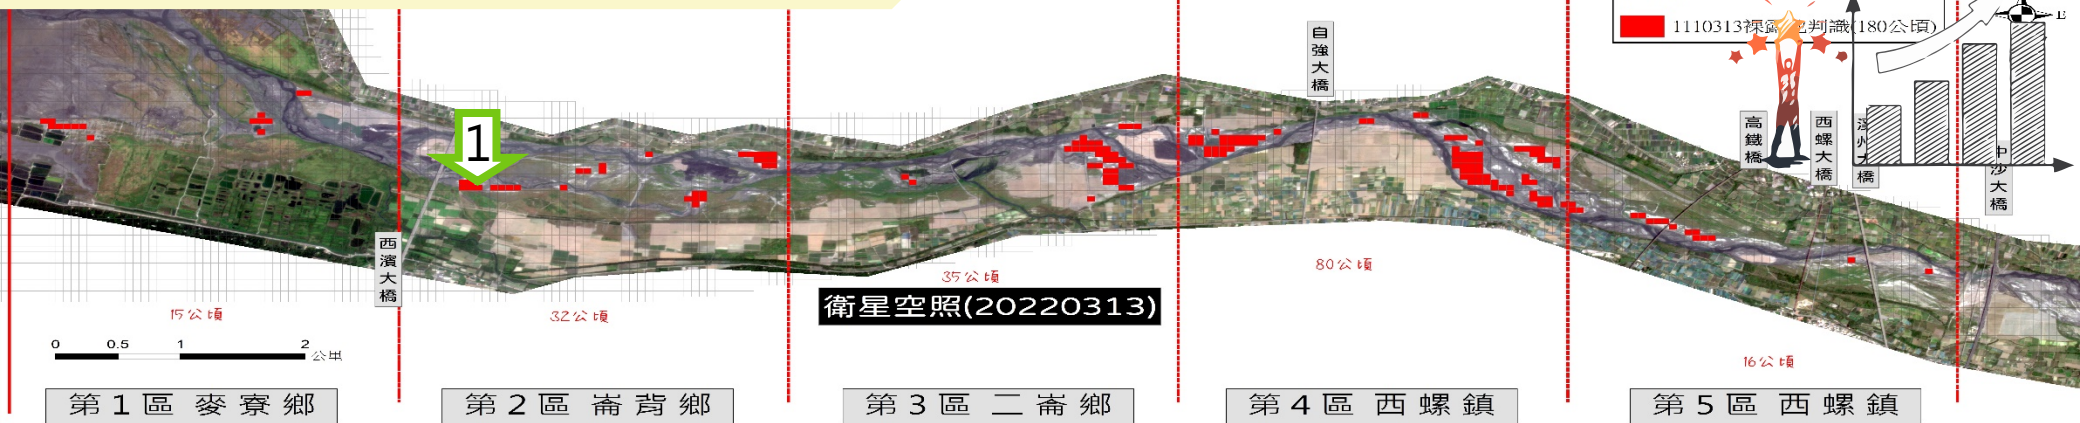 1110313裸露地判識(180公頃)
E
自強大橋
高鐵橋
西螺大橋
溪州大橋
中沙大橋
1
西濱大橋
15公頃
32公頃
35公頃
80公頃
16公頃
衛星空照(20220313)
0 0.5 1 2 公里
第1區 麥寮鄉
第2區 崙背鄉
第3區 二崙鄉
第4區 西螺鎮
第5區 西螺鎮